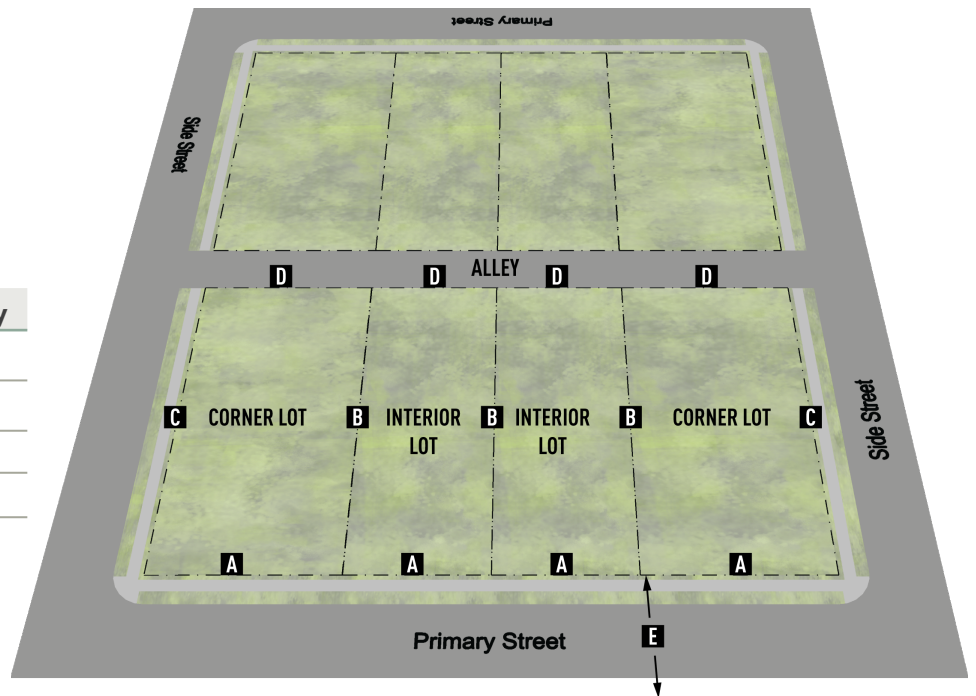 Primary Street
Side Street
D D ALLEY D D
y
C CORNER LOT B INTERIOR LOT B INTERIOR LOT B CORNER LOT C
Side Street
A A A A
Primary Street
E